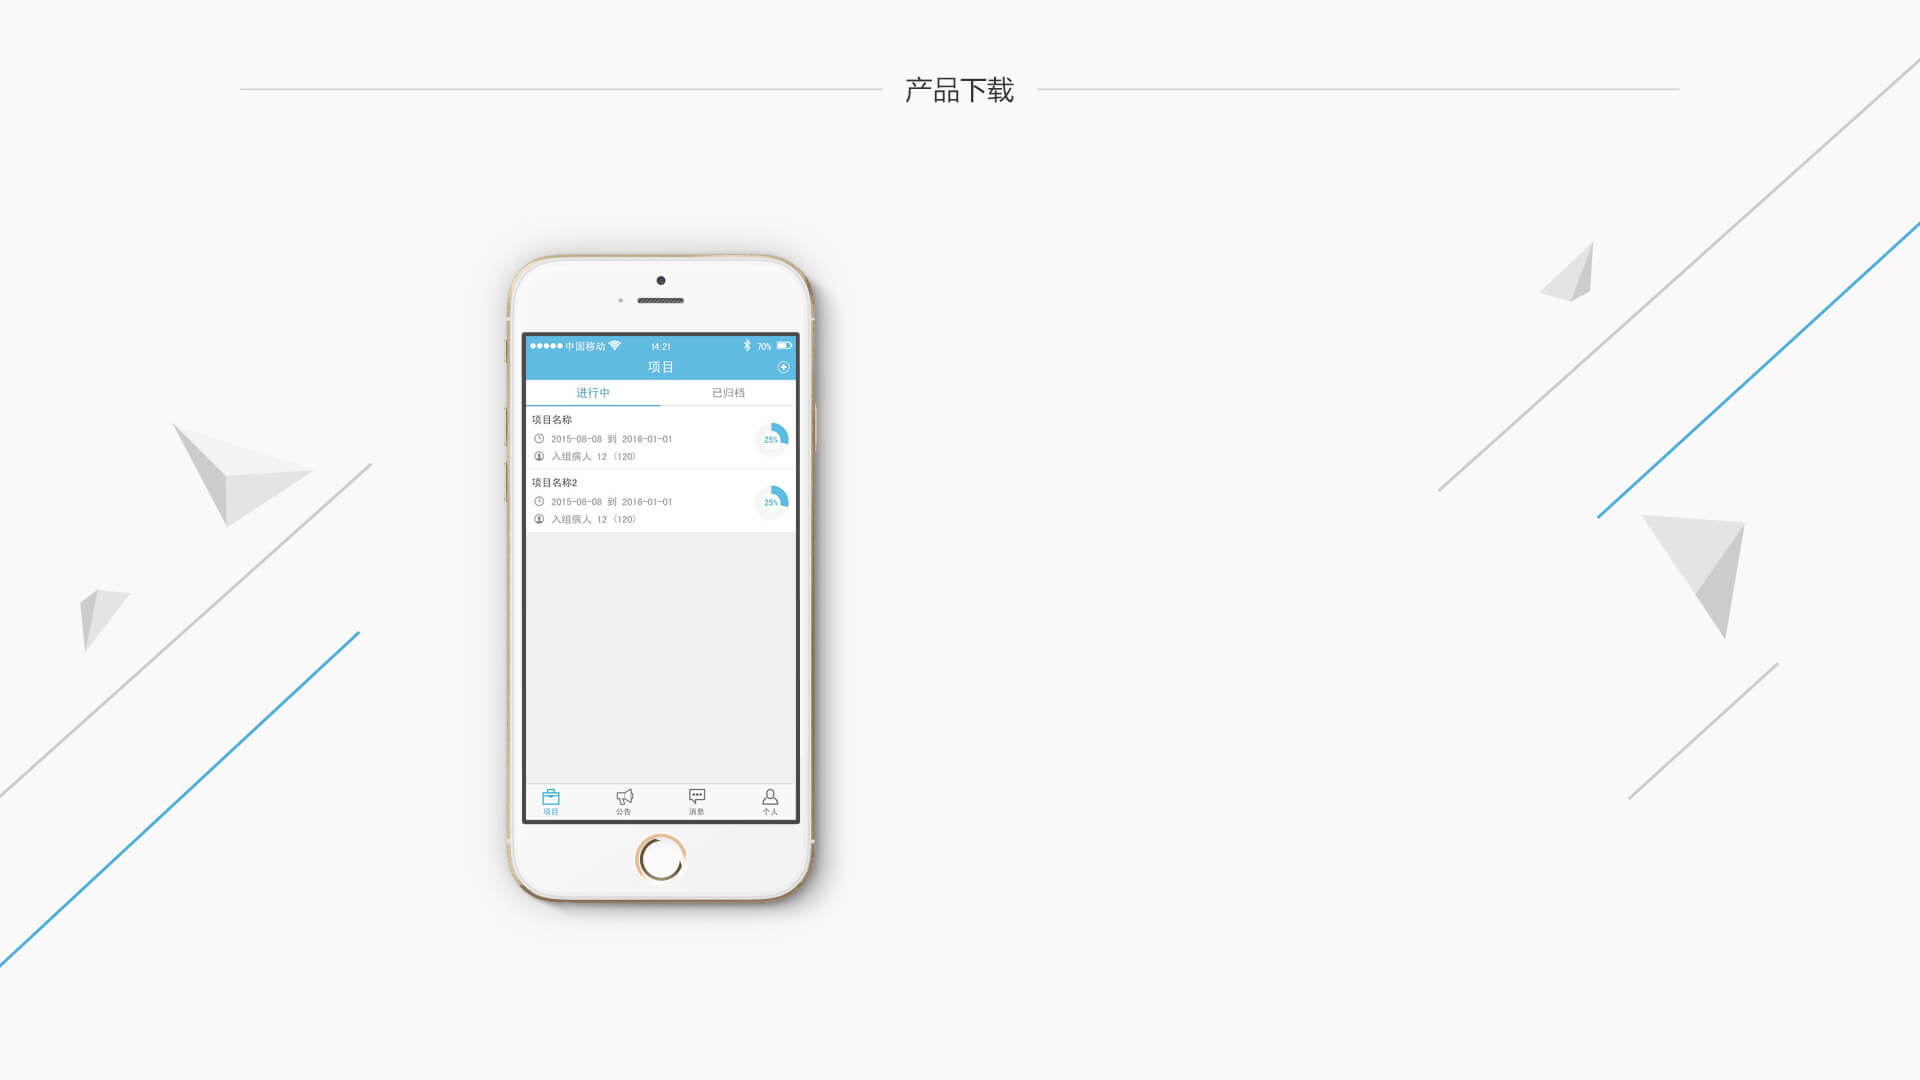 产品下载
中国移动 14:21 70%
项目
进行中 已归档
项目名称
2015-08-08 到 2016-01-01
入组病人 12 (120)
25%
项目名称2
2015-08-08 到 2016-01-01
入组病人 12 (120)
25%
项目 公告 消息 个人